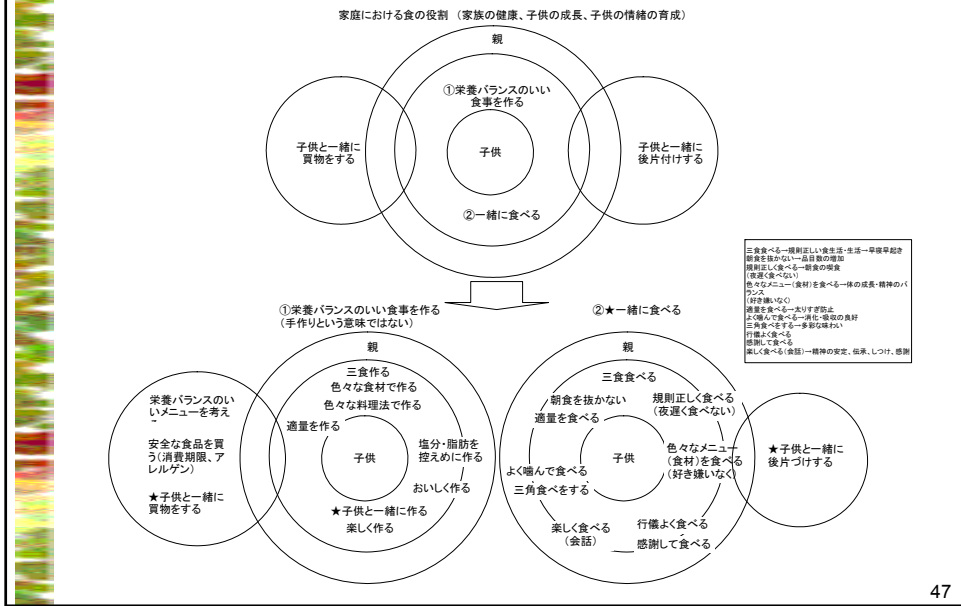 家庭における食の役割 （家族の健康、子供の成長、子供の情緒の育成）
親
①栄養バランスのいい
食事を作る
子供と一緒に
買物をする
子供
子供と一緒に
後片付けする
②一緒に食べる
三食食べる→規則正しい食生活・生活→早寝早起き
朝食を抜かない→品目数の増加
規則正しく食べる→朝食の喫食
(夜遅く食べない)
色々なメニュー(食材)を食べる→体の成長・精神のバ
ランス
(好き嫌いなく)
適量を食べる→太りすぎ防止
よく噛んで食べる→消化・吸収の良好
三角食べをする→多彩な味わい
行儀よく食べる
感謝して食べる
楽しく食べる(会話)→精神の安定、伝承、しつけ、感謝
①栄養バランスのいい食事を作る
（手作りという意味ではない）
親
三食作る
色々な食材で作る
色々な料理法で作る
適量を作る
栄養バランスのい
いメニューを考え
安全な食品を買
う(消費期限、ア
レルゲン）
★子供と一緒に
買物をする
子供
塩分・脂肪を
控えめに作る
おいしく作る
★子供と一緒に作る
楽しく作る
②★一緒に食べる
親
三食食べる
朝食を抜かない
規則正しく食べる
（夜遅く食べない）
適量を食べる
子供
色々なメニュー
（食材）を食べる
（好き嫌いなく）
よく噛んで食べる
三角食べをする
楽しく食べる
（会話）
行儀よく食べる
感謝して食べる
★子供と一緒に
後片づけする
47